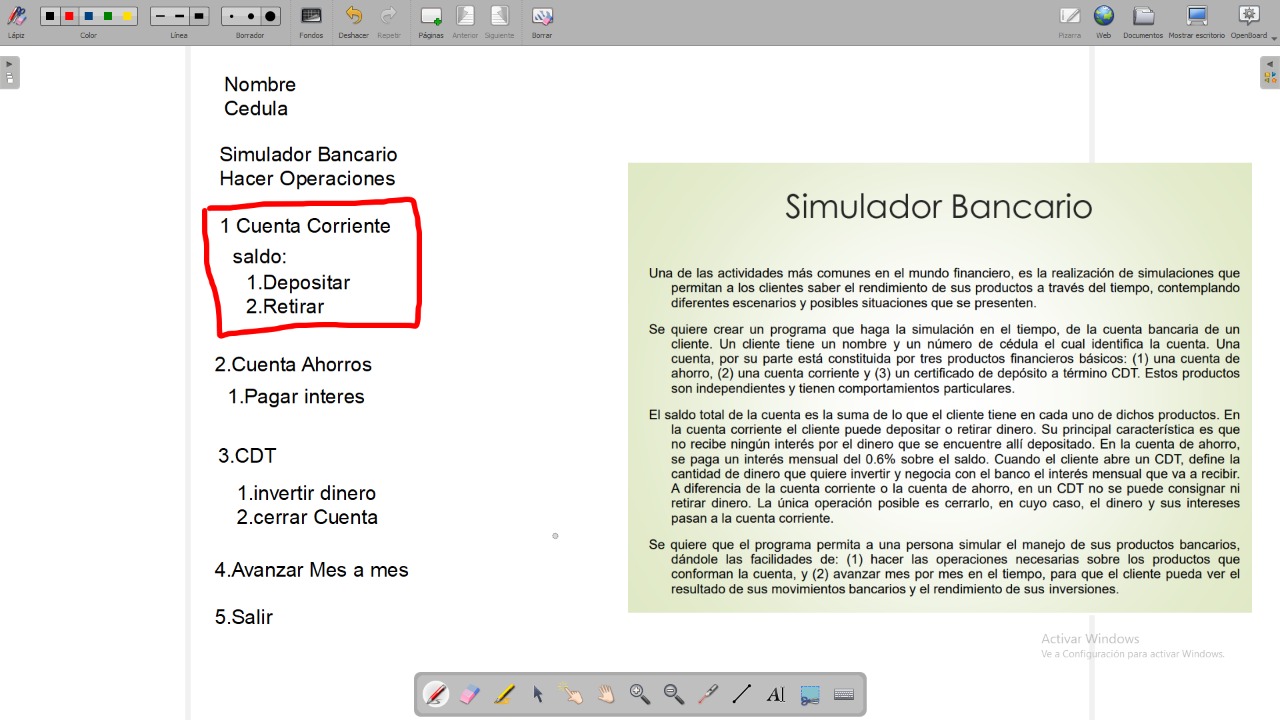 Lápiz
Color
Línea
Borrador
Fondos
Deshacer
Repetir
Páginas
Anterior
Siguiente
Borrar
Pizarra
Web
Documentos
Mostrar escritorio
OpenBoard
Nombre
Cedula
Simulador Bancario
Hacer Operaciones
1 Cuenta Corriente
saldo:
1.Depositar
2.Retirar
2.Cuenta Ahorros
1.Pagar interes
3.CDT
1.invertir dinero
2.cerrar Cuenta
4.Avanzar Mes a mes
5.Salir
Simulador Bancario
Una de las actividades más comunes en el mundo financiero, es la realización de simulaciones que
permitan a los clientes saber el rendimiento de sus productos a través del tiempo, contemplando
diferentes escenarios y posibles situaciones que se presenten.
Se quiere crear un programa que haga la simulación en el tiempo, de la cuenta bancaria de un
cliente. Un cliente tiene un nombre y un número de cédula el cual identifica la cuenta. Una
cuenta, por su parte está constituida por tres productos financieros básicos: (1) una cuenta de
ahorro, (2) una cuenta corriente y (3) un certificado de depósito a término CDT. Estos productos
son independientes y tienen comportamientos particulares.
El saldo total de la cuenta es la suma de lo que el cliente tiene en cada uno de dichos productos. En
la cuenta corriente el cliente puede depositar o retirar dinero. Su principal característica es que
no recibe ningún interés por el dinero que se encuentre allí depositado. En la cuenta de ahorro,
se paga un interés mensual del 0.6% sobre el saldo. Cuando el cliente abre un CDT, define la
cantidad de dinero que quiere invertir y negocia con el banco el interés mensual que va a recibir.
A diferencia de la cuenta corriente o la cuenta de ahorro, en un CDT no se puede consignar ni
retirar dinero. La única operación posible es cerrarlo, en cuyo caso, el dinero y sus intereses
pasan a la cuenta corriente.
Se quiere que el programa permita a una persona simular el manejo de sus productos bancarios,
dándole las facilidades de: (1) hacer las operaciones necesarias sobre los productos que
conforman la cuenta, y (2) avanzar mes por mes en el tiempo, para que el cliente pueda ver el
resultado de sus movimientos bancarios y el rendimiento de sus inversiones.
Activar Windows
Ve a Configuración para activar Windows.
AI